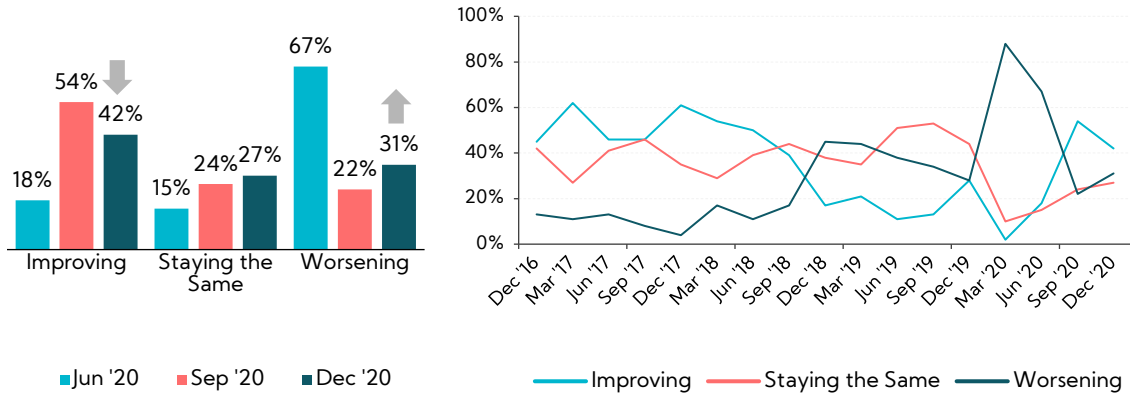 67%
54%
42%
18%
15%
24%
27%
22%
31%
Improving
Staying the
Same
Worsening
Jun '20
Sep '20
Dec '20
100%
80%
60%
40%
20%
0%
Dec '16
Mar '17
Jun '17
Sep '17
Dec '17
Mar '18
Jun '18
Sep '18
Dec '18
Mar '19
Jun '19
Sep '19
Dec '19
Mar '20
Jun '20
Sep '20
Dec '20
Improving
Staying the Same
Worsening